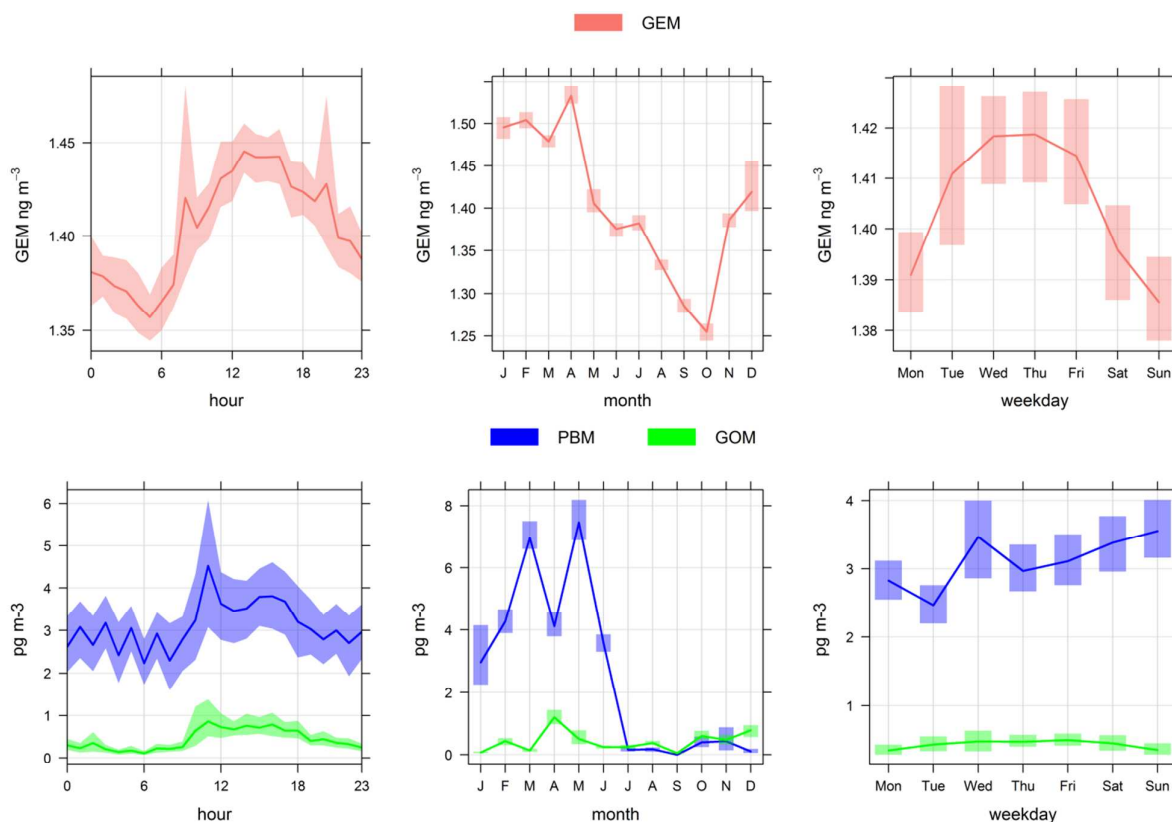 GEM
GEM ng m⁻³
1.45
1.40
1.35
0 6 12 18 23
hour
GEM ng m⁻³
1.50
1.45
1.40
1.35
1.30
1.25
J F M A M J J A S O N D
month
GEM ng m⁻³
1.42
1.41
1.40
1.39
1.38
Mon Tue Wed Thu Fri Sat Sun
weekday
PBM GOM
pg m-3
6
5
4
3
2
1
0
0 6 12 18 23
hour
pg m-3
8
6
4
2
0
J F M A M J J A S O N D
month
pg m-3
4
3
2
1
Mon Tue Wed Thu Fri Sat Sun
weekday